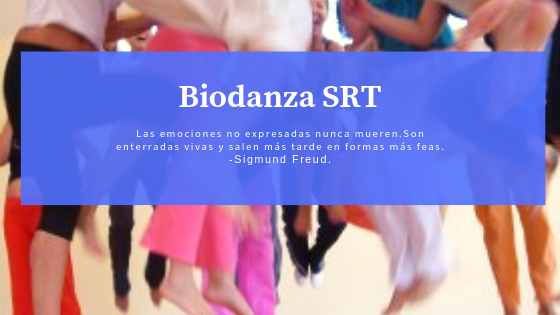 Biodanza SRT
Las emociones no expresadas nunca mueren.Son
enterradas vivas y salen más tarde en formas más feas.
-Sigmund Freud.